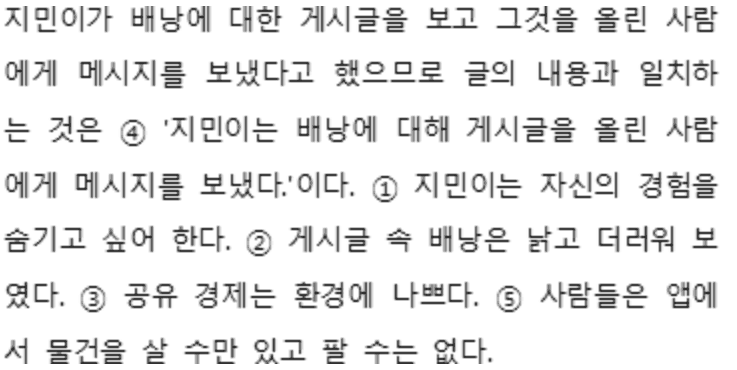 지민이가 배낭에 대한 게시글을 보고 그것을 올린 사람
에게 메시지를 보냈다고 했으므로 글의 내용과 일치하
는 것은 ④ '지민이는 배낭에 대해 게시글을 올린 사람
에게 메시지를 보냈다.'이다. ① 지민이는 자신의 경험을
숨기고 싶어 한다. ② 게시글 속 배낭은 낡고 더러워 보
였다. ③ 공유 경제는 환경에 나쁘다. ⑤ 사람들은 앱에
서 물건을 살 수만 있고 팔 수는 없다.